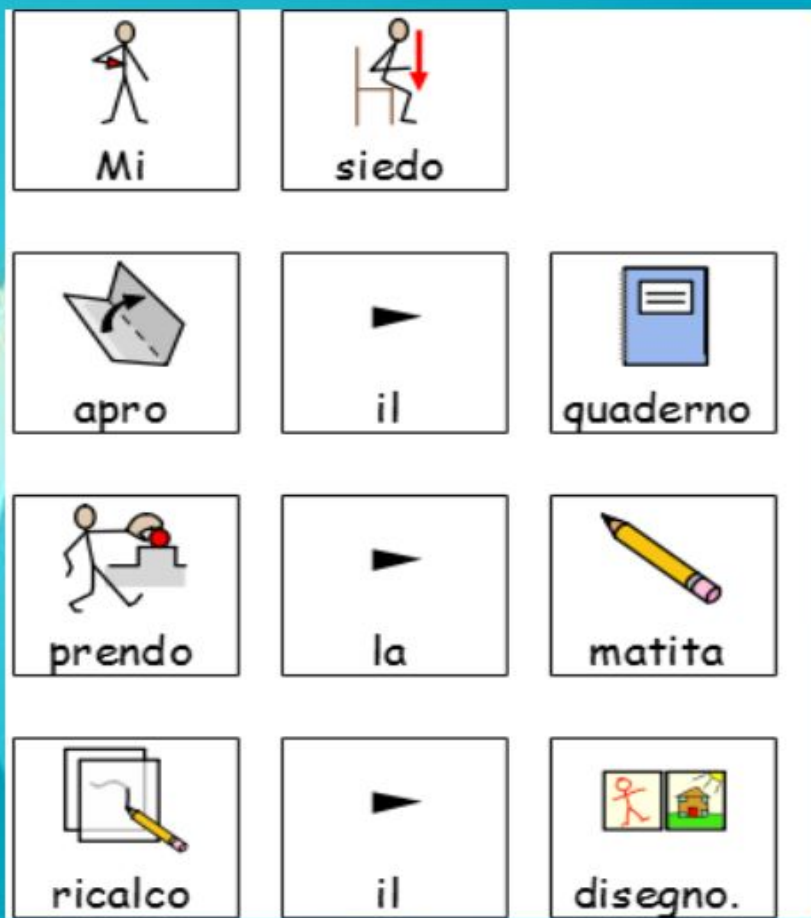 Mi siedo
apro il quaderno
prendo la matita
ricalco il disegno.